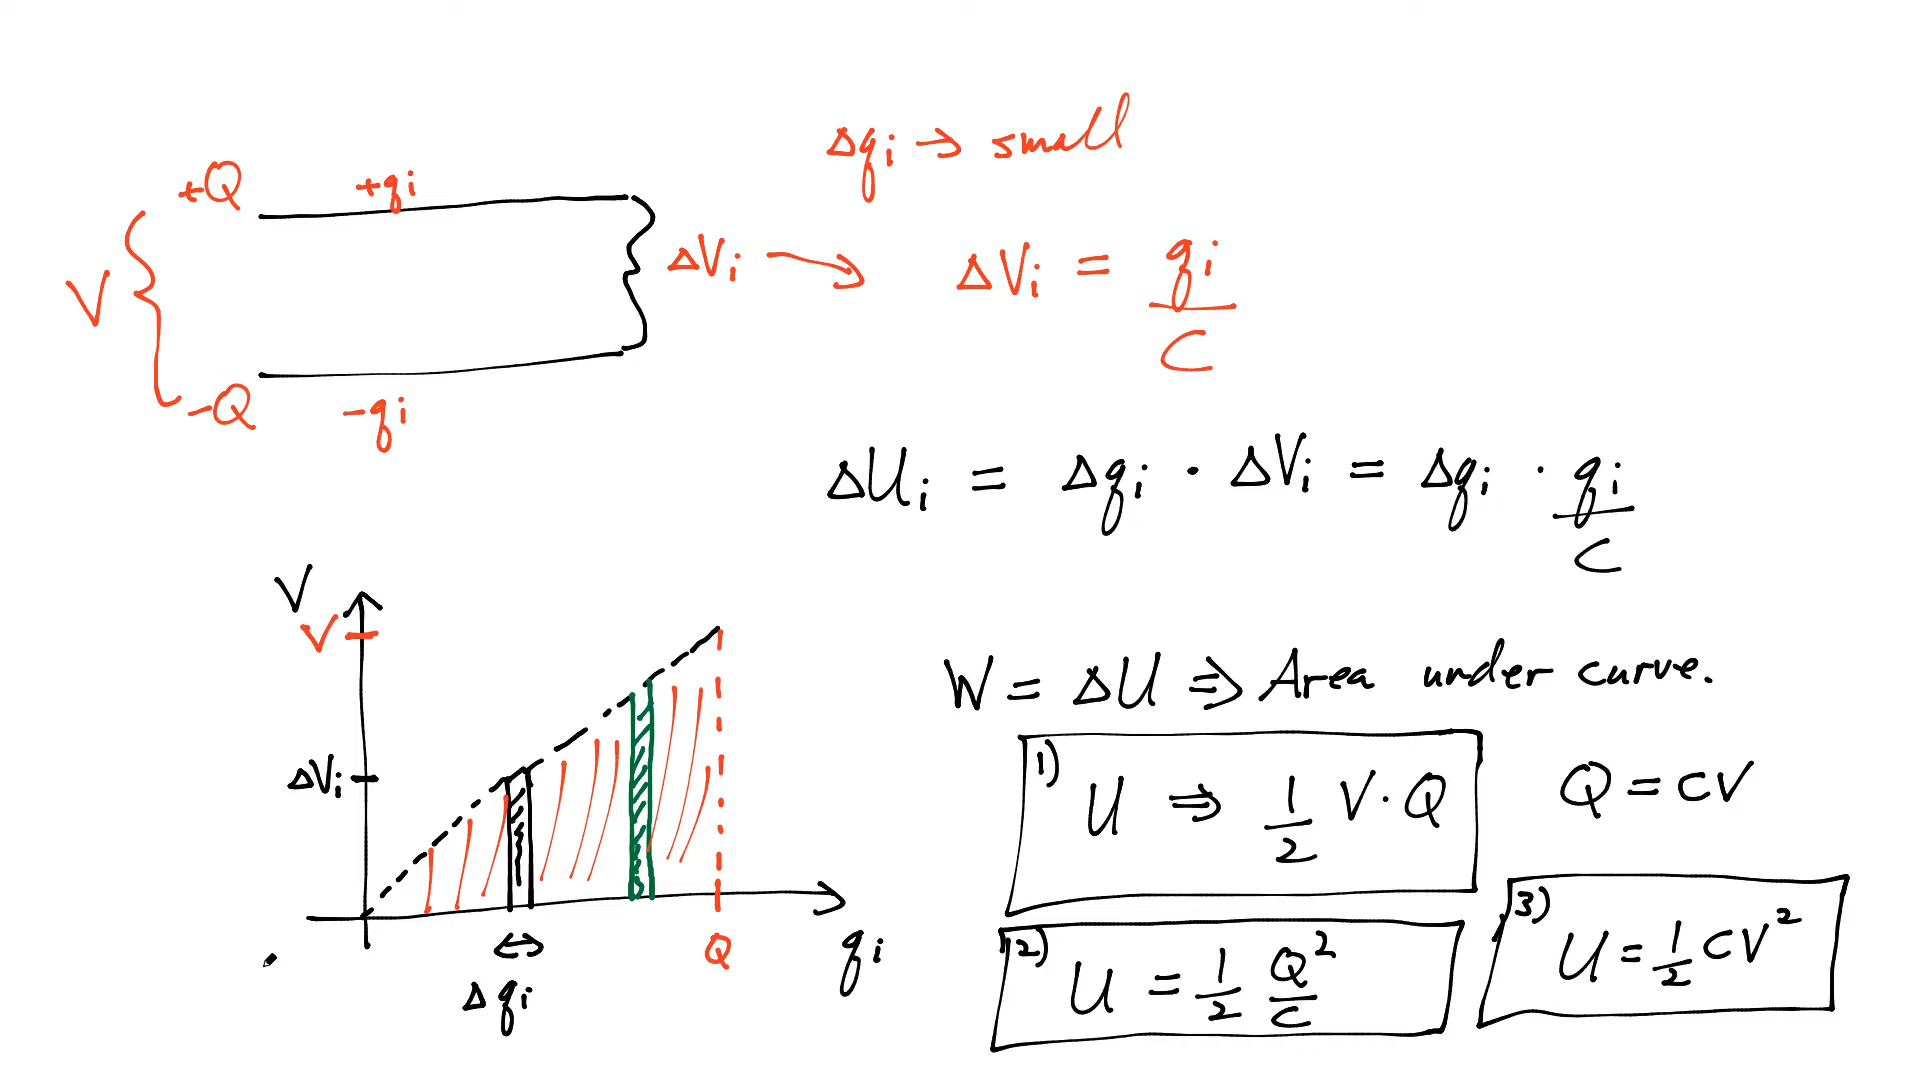 Δqi → small
+Q +qi
V ΔVi → ΔVi = qi/C
-Q -qi
ΔUi = Δqi · ΔVi = Δqi · qi/C
V
V
W = ΔU ⇒ Area under curve.
ΔVi
1) U ⇒ 1/2 V·Q
Q = CV
Q qi
Δqi
2) U = 1/2 Q²/C
3) U = 1/2 CV²